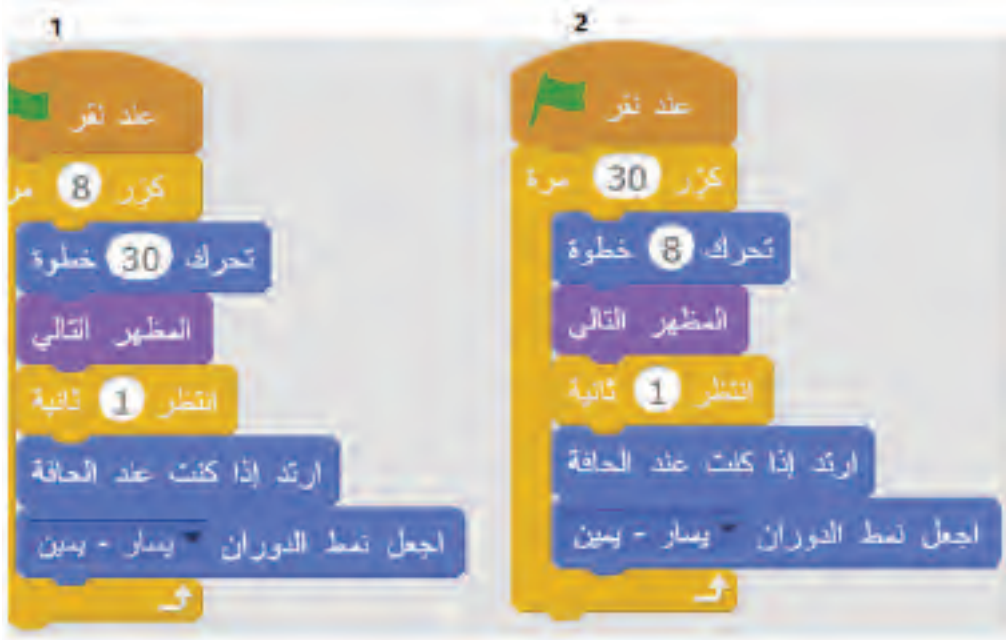 1
عند نقر
كرّر 8 مر
تحرك 30 خطوة
المظهر التالي
انتظر 1 ثانية
ارتد إذا كنت عند الحافة
اجعل نمط الدوران يسار - يمين
2
عند نقر
كرّر 30 مرة
تحرك 8 خطوة
المظهر التالي
انتظر 1 ثانية
ارتد إذا كنت عند الحافة
اجعل نمط الدوران يسار - يمين